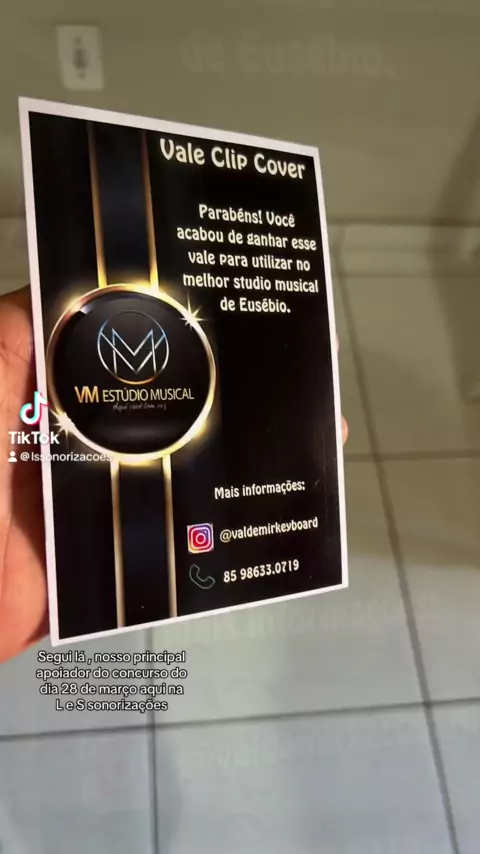 Vale Clip Cover
Parabéns! Você
acabou de ganhar esse
vale para utilizar no
melhor studio musical
de Eusébio.
VM ESTÚDIO MUSICAL
Mais informações:
@valdemirkeyboard
85 98633.0719
TikTok
@lssonorizacoes
Segui lá , nosso principal
apoiador do concurso do
dia 28 de março aqui na
L e S sonorizações